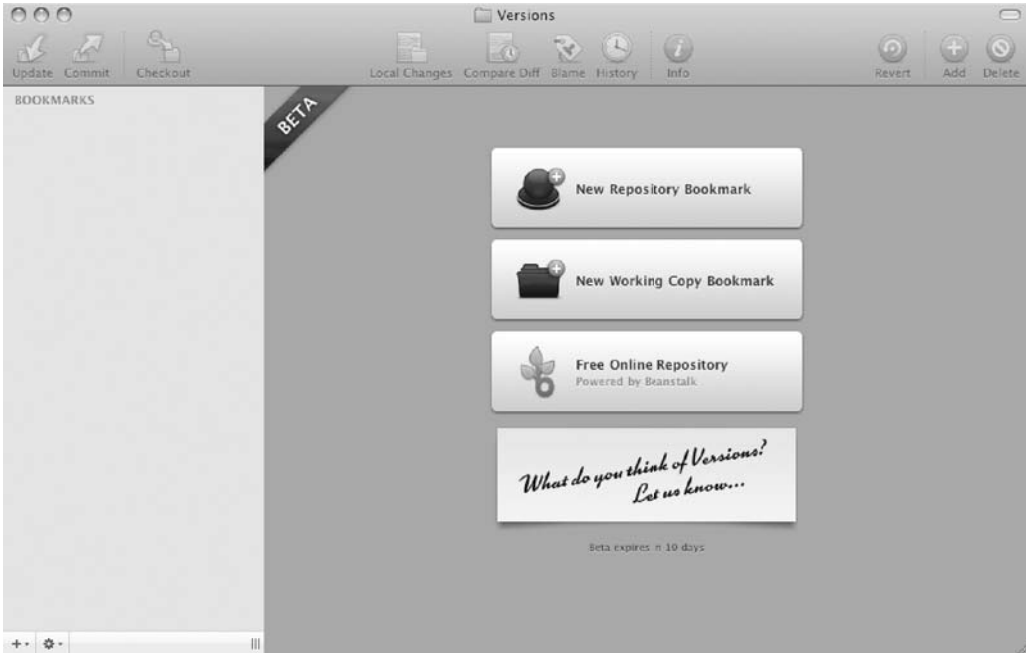 Versions
Update Commit Checkout Local Changes Compare Diff Blame History Info Revert Add Delete
BOOKMARKS
BETA
New Repository Bookmark
New Working Copy Bookmark
Free Online Repository
Powered by Beanstalk
What do you think of Versions?
Let us know...
Beta expires in 10 days